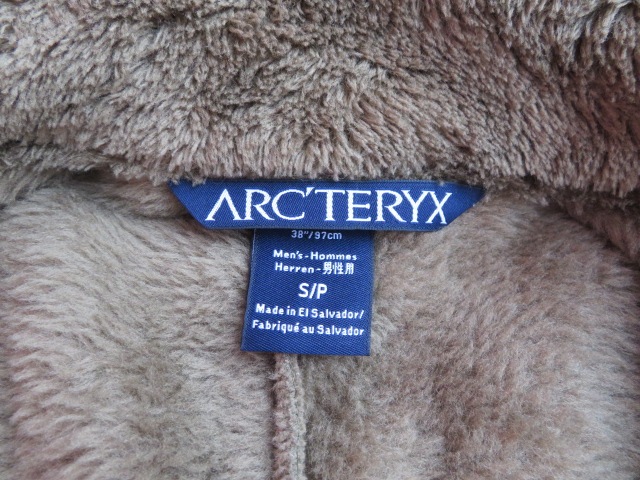 ARC'TERYX
38"/97cm
Men's-Hommes
Herren-男性用
S/P
Made in El Salvador/
Fabriqué au Salvador